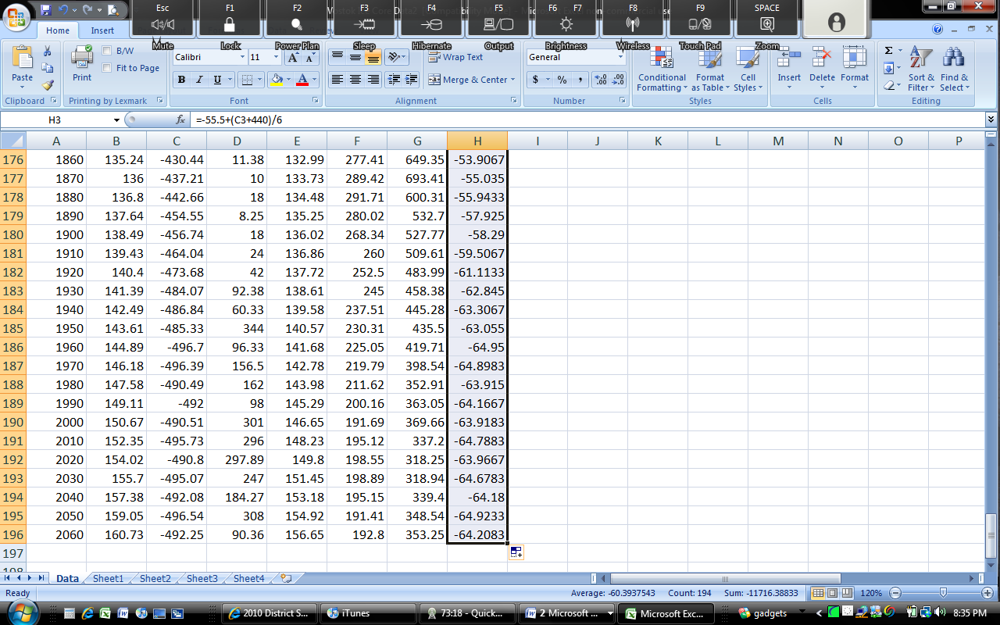 Esc F1 F2 F3 F4 F5 F6 F7 F8 F9 SPACE
Mute Lock Power Plan Sleep Hibernate Output Brightness Wireless Touch Pad Zoom
Home Insert
Paste
Print
B/W
Fit to Page
Calibri 11 A A
B I U A
Wrap Text
Merge & Center
General
$ % , .00 .00
Conditional Formatting
Format as Table
Cell Styles
Insert Delete Format
Σ
Sort & Filter
Find & Select
Clipboard Printing by Lexmark Font Alignment Number Styles Cells Editing
H3 fx =-55.5+(C3+440)/6
A B C D E F G H I J K L M N O P
176 1860 135.24 -430.44 11.38 132.99 277.41 649.35 -53.9067
177 1870 136 -437.21 10 133.73 289.42 693.41 -55.035
178 1880 136.8 -442.66 18 134.48 291.71 600.31 -55.9433
179 1890 137.64 -454.55 8.25 135.25 280.02 532.7 -57.925
180 1900 138.49 -456.74 18 136.02 268.34 527.77 -58.29
181 1910 139.43 -464.04 24 136.86 260 509.61 -59.5067
182 1920 140.4 -473.68 42 137.72 252.5 483.99 -61.1133
183 1930 141.39 -484.07 92.38 138.61 245 458.38 -62.845
184 1940 142.49 -486.84 60.33 139.58 237.51 445.28 -63.3067
185 1950 143.61 -485.33 344 140.57 230.31 435.5 -63.055
186 1960 144.89 -496.7 96.33 141.68 225.05 419.71 -64.95
187 1970 146.18 -496.39 156.5 142.78 219.79 398.54 -64.8983
188 1980 147.58 -490.49 162 143.98 211.62 352.91 -63.915
189 1990 149.11 -492 98 145.29 200.16 363.05 -64.1667
190 2000 150.67 -490.51 301 146.65 191.69 369.66 -63.9183
191 2010 152.35 -495.73 296 148.23 195.12 337.2 -64.7883
192 2020 154.02 -490.8 297.89 149.8 198.55 318.25 -63.9667
193 2030 155.7 -495.07 247 151.45 198.89 318.94 -64.6783
194 2040 157.38 -492.08 184.27 153.18 195.15 339.4 -64.18
195 2050 159.05 -496.54 308 154.92 191.41 348.54 -64.9233
196 2060 160.73 -492.25 90.36 156.65 192.8 353.25 -64.2083
197
Data Sheet1 Sheet2 Sheet3 Sheet4
Ready Average: -60.3937543 Count: 194 Sum: -11716.38833 120%
2010 District S... iTunes 73:18 - Quick... 2 Microsoft ... Microsoft Exc... gadgets 8:35 PM